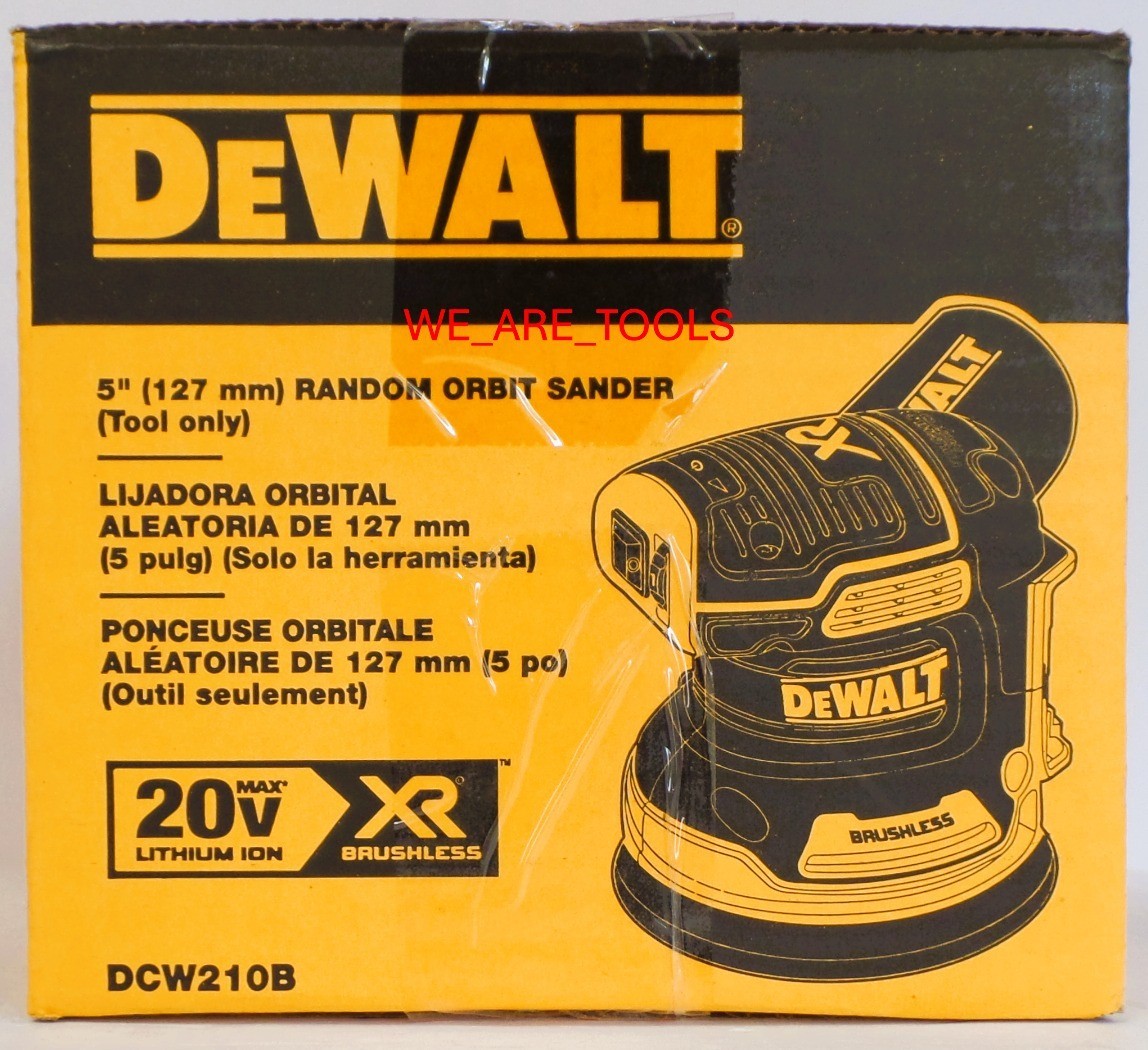 DEWALT®
WE_ARE_TOOLS
5" (127 mm) RANDOM ORBIT SANDER
(Tool only)
LIJADORA ORBITAL
ALEATORIA DE 127 mm
(5 pulg) (Solo la herramienta)
PONCEUSE ORBITALE
ALÉATOIRE DE 127 mm (5 po)
(Outil seulement)
20V MAX*
LITHIUM ION
XR
BRUSHLESS
™
DCW210B
WALT
XR
DEWALT
BRUSHLESS